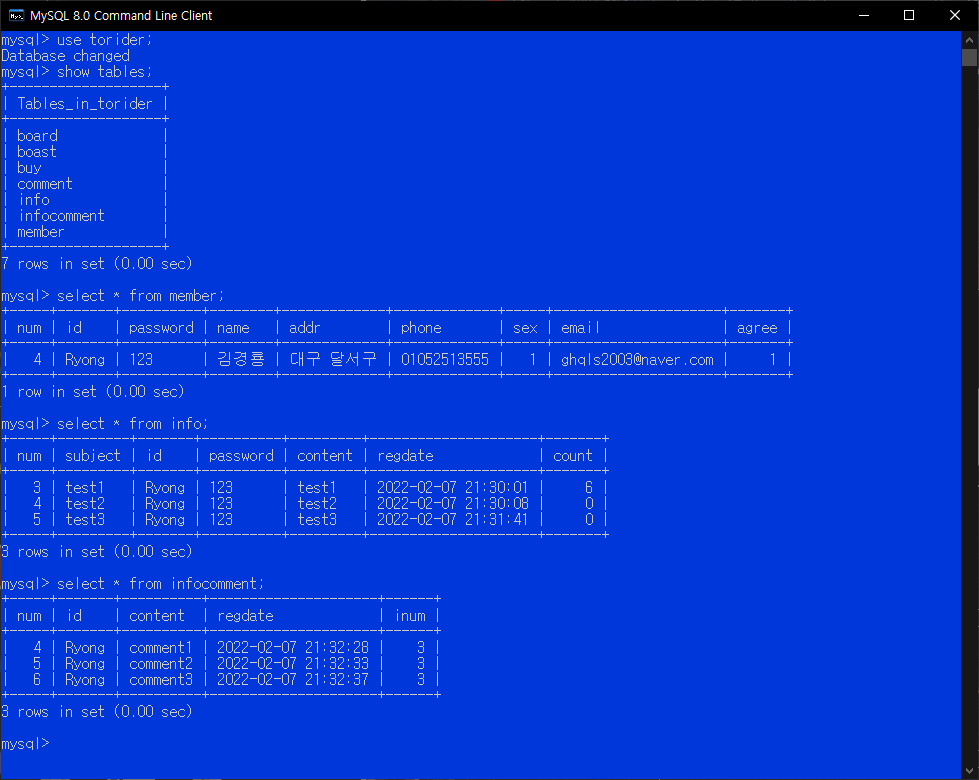 MySQL 8.0 Command Line Client
mysql> use torider;
Database changed
mysql> show tables;
+-------------------+
| Tables_in_torider |
+-------------------+
| board             |
| boast             |
| buy               |
| comment           |
| info              |
| infocomment       |
| member            |
+-------------------+
7 rows in set (0.00 sec)
mysql> select * from member;
+-----+-------+----------+--------+-------------+-------------+-----+--------------------+-------+
| num | id    | password | name   | addr        | phone       | sex | email              | agree |
+-----+-------+----------+--------+-------------+-------------+-----+--------------------+-------+
|   4 | Ryong | 123      | 김경룡 | 대구 달서구 | 01052513555 |   1 | ghqls2003@naver.com |     1 |
+-----+-------+----------+--------+-------------+-------------+-----+--------------------+-------+
1 row in set (0.00 sec)
mysql> select * from info;
+-----+---------+-------+----------+---------+---------------------+-------+
| num | subject | id    | password | content | regdate             | count |
+-----+---------+-------+----------+---------+---------------------+-------+
|   3 | test1   | Ryong | 123      | test1   | 2022-02-07 21:30:01 |     6 |
|   4 | test2   | Ryong | 123      | test2   | 2022-02-07 21:30:08 |     0 |
|   5 | test3   | Ryong | 123      | test3   | 2022-02-07 21:31:41 |     0 |
+-----+---------+-------+----------+---------+---------------------+-------+
3 rows in set (0.00 sec)
mysql> select * from infocomment;
+-----+-------+----------+---------------------+------+
| num | id    | content  | regdate             | inum |
+-----+-------+----------+---------------------+------+
|   4 | Ryong | comment1 | 2022-02-07 21:32:28 |    3 |
|   5 | Ryong | comment2 | 2022-02-07 21:32:33 |    3 |
|   6 | Ryong | comment3 | 2022-02-07 21:32:37 |    3 |
+-----+-------+----------+---------------------+------+
3 rows in set (0.00 sec)
mysql>